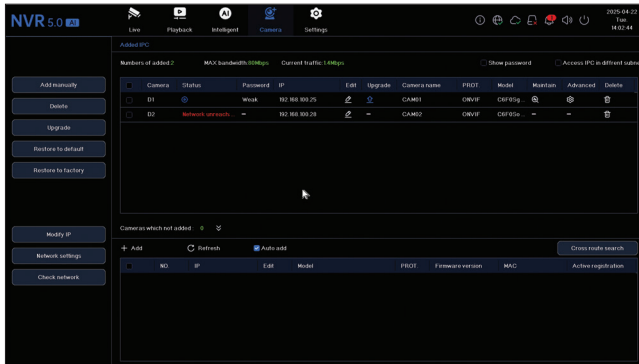 NVR 5.0 AI
Live Playback Intelligent Camera Settings
2025-04-22
Tue
14:02:44
Added IPC
Numbers of added:2 MAX bandwidth:80Mbps Current traffic:1.4Mbps Show password Access IPC in diffrent subne
Camera Status Password IP Edit Upgrade Camera name PROT. Model Maintain Advanced Delete
D1 Weak 192.168.100.25 CAM01 ONVIF C6F0Sg...
D2 Network unreach... – 192.168.100.28 – CAM02 ONVIF C6F0So... – –
Add manually
Delete
Upgrade
Restore to default
Restore to factory
Modify IP
Network settings
Check network
Cameras which not added: 0
+ Add Refresh Auto add Cross route search
NO. IP Edit Model PROT. Firmware version MAC Active registration